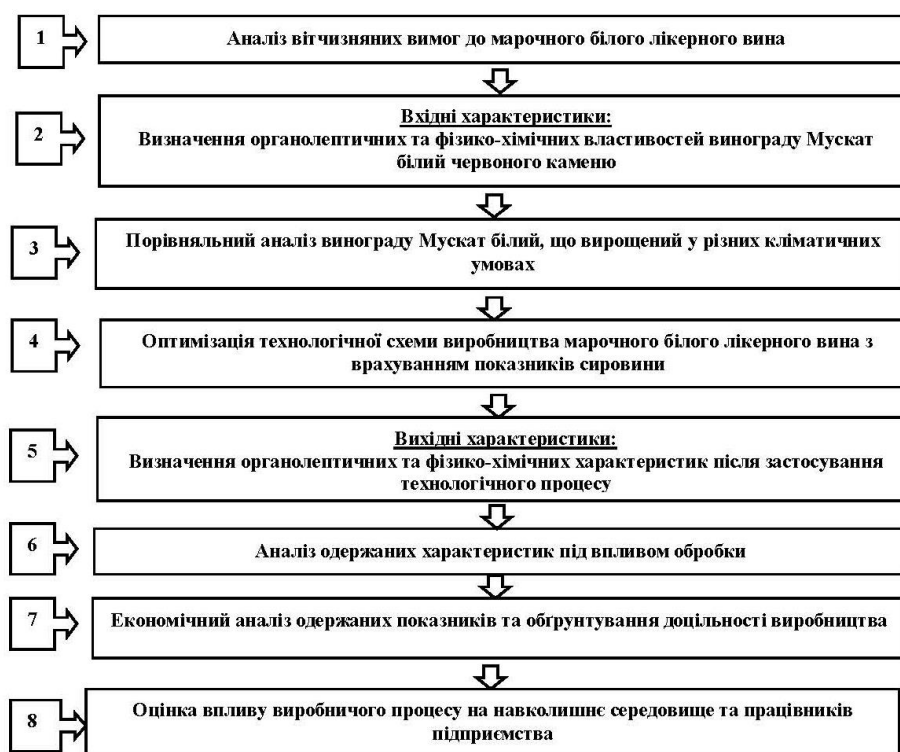 1
Аналіз вітчизняних вимог до марочного білого лікерного вина
2
Вхідні характеристики:
Визначення органолептичних та фізико-хімічних властивостей винограду Мускат
білий червоного каменю
3
Порівняльний аналіз винограду Мускат білий, що вирощений у різних кліматичних
умовах
4
Оптимізація технологічної схеми виробництва марочного білого лікерного вина з
врахуванням показників сировини
5
Вихідні характеристики:
Визначення органолептичних та фізико-хімічних характеристик після застосування
технологічного процесу
6
Аналіз одержаних характеристик під впливом обробки
7
Економічний аналіз одержаних показників та обґрунтування доцільності виробництва
8
Оцінка впливу виробничого процесу на навколишнє середовище та працівників
підприємства